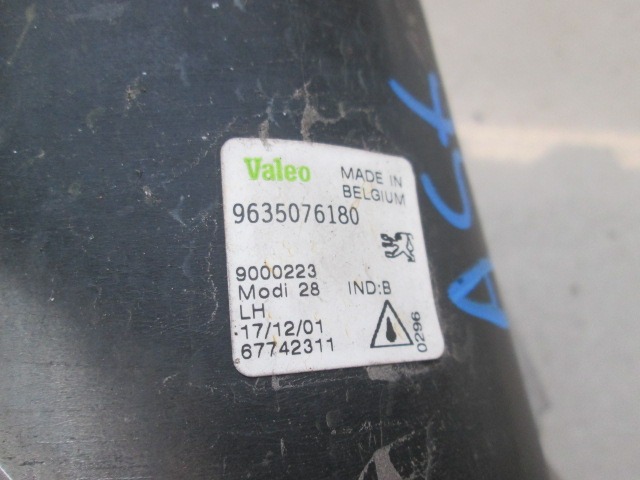 Valeo MADE IN
BELGIUM
9635076180
9000223
Modi 28 IND:B
LH
17/12/01
67742311
0296